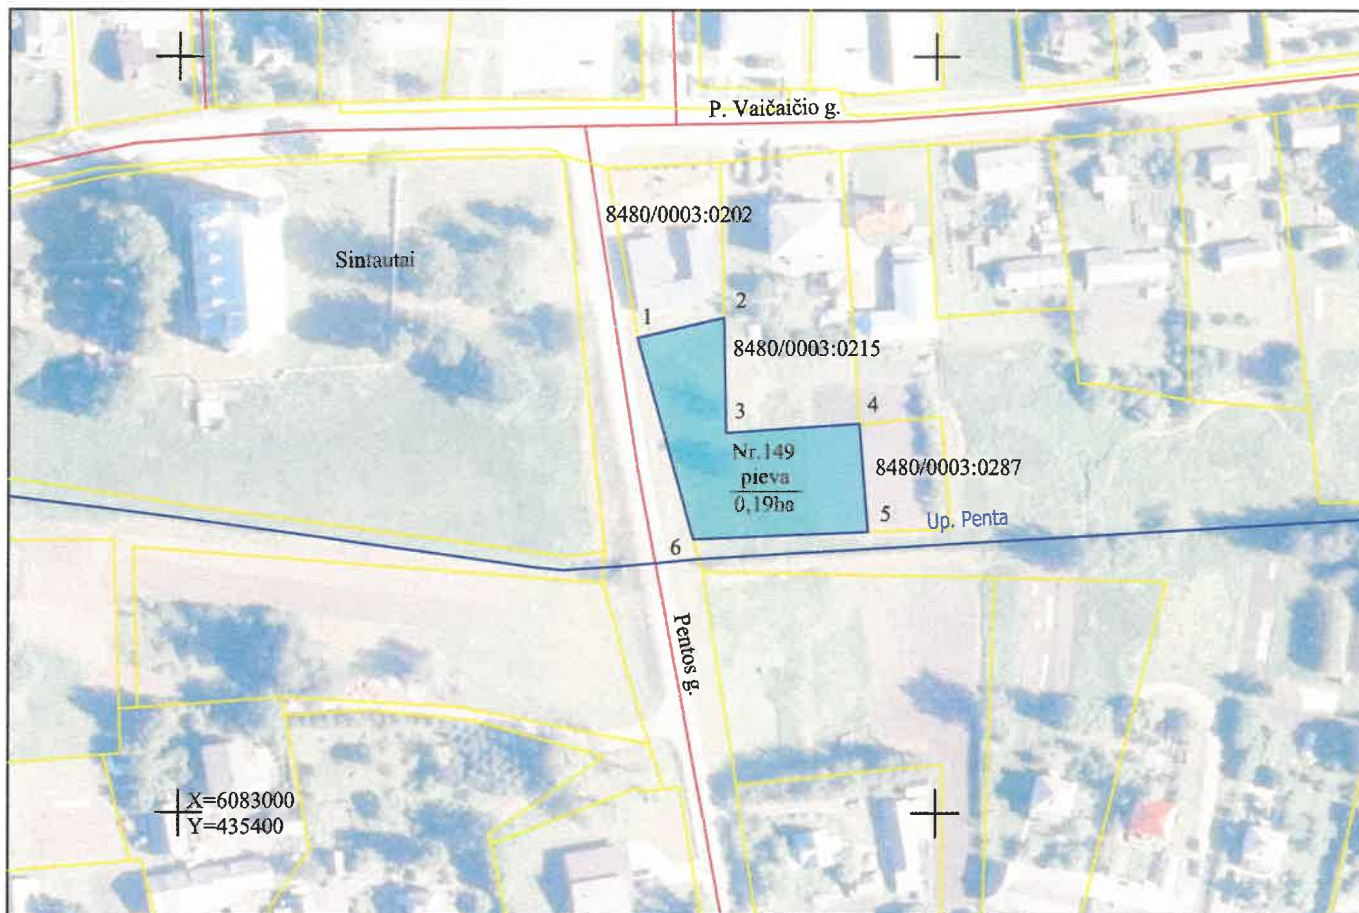 P. Vaičaičio g.
8480/0003:0202
Sintautai
1
2
8480/0003:0215
3
4
Nr.149
pieva
0,19ha
8480/0003:0287
5
Up. Penta
6
Pentos g.
X=6083000
Y=435400